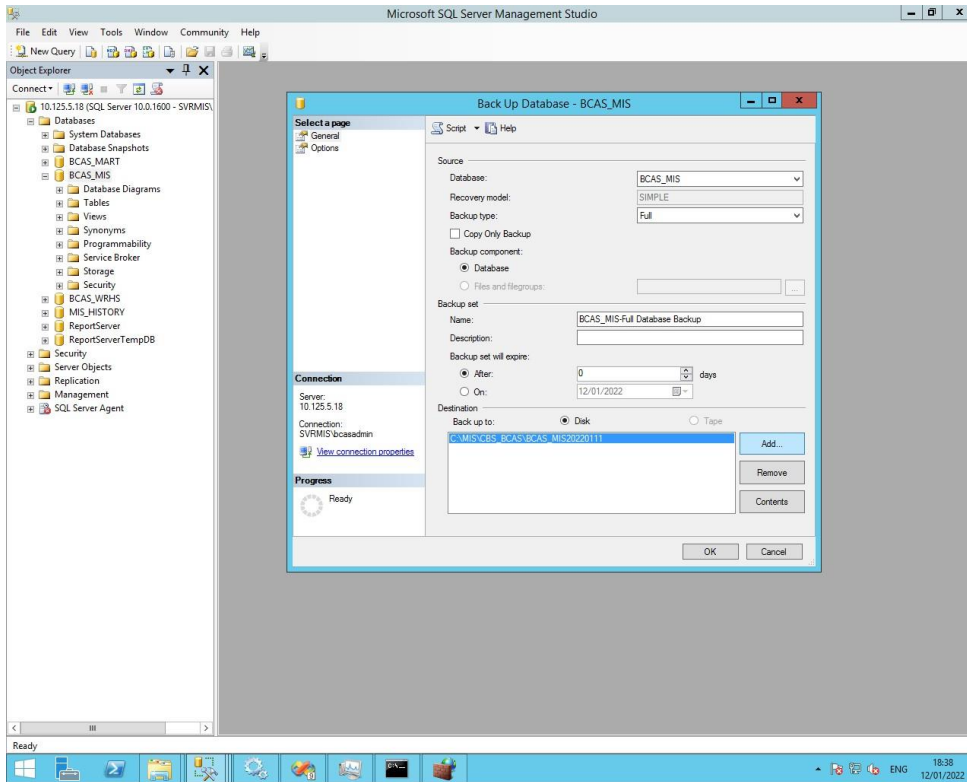 Microsoft SQL Server Management Studio
File Edit View Tools Window Community Help
New Query
Object Explorer
Connect
10.125.5.18 (SQL Server 10.0.1600 - SVRMIS\
Databases
System Databases
Database Snapshots
BCAS_MART
BCAS_MIS
Database Diagrams
Tables
Views
Synonyms
Programmability
Service Broker
Storage
Security
BCAS_WRHS
MIS_HISTORY
ReportServer
ReportServerTempDB
Security
Server Objects
Replication
Management
SQL Server Agent
Back Up Database - BCAS_MIS
Select a page
General
Options
Connection
Server:
10.125.5.18
Connection:
SVRMIS\bcasadmin
View connection properties
Progress
Ready
Script Help
Source
Database: BCAS_MIS
Recovery model: SIMPLE
Backup type: Full
Copy Only Backup
Backup component:
Database
Files and filegroups: ...
Backup set
Name: BCAS_MIS-Full Database Backup
Description:
Backup set will expire:
After: 0 days
On: 12/01/2022
Destination
Back up to: Disk Tape
C:\MIS\CBS_BCAS\BCAS_MIS20220111
Add...
Remove
Contents
OK Cancel
Ready
ENG 18:38
12/01/2022